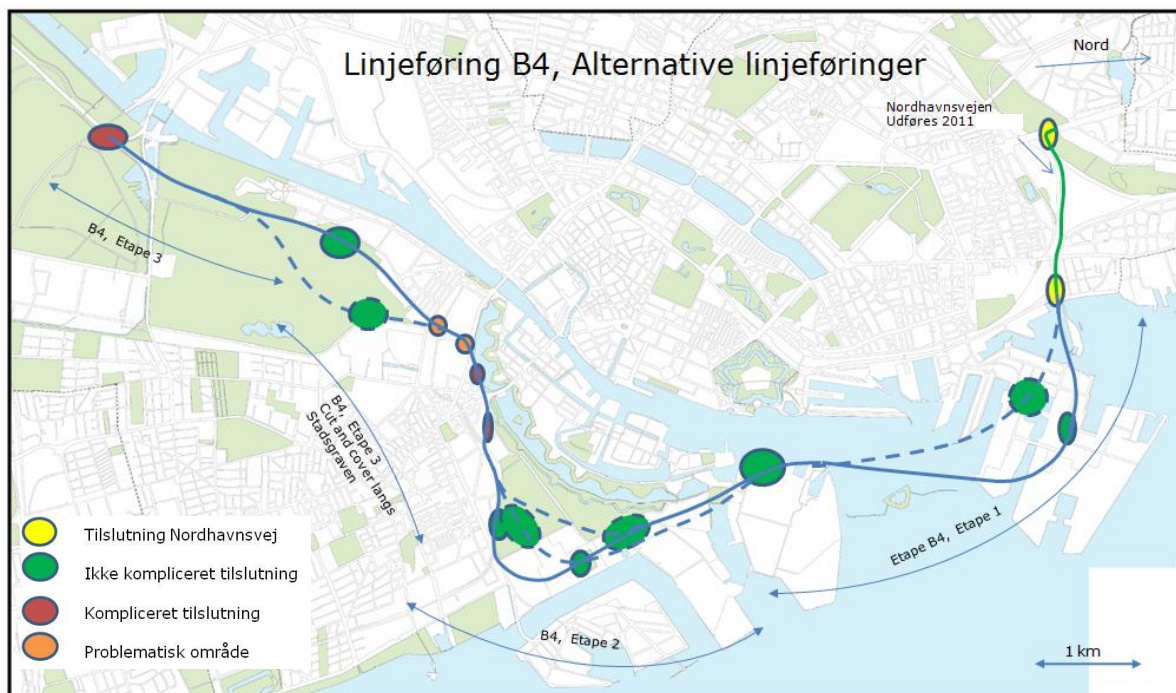 Linjeføring B4, Alternative linjeføringer
Nord
Nordhavnsvejen
Udføres 2011
B4, Etape 3
B4, Etape 3
Cut and cover langs
Stadsgraven
Etape B4, Etape 1
B4, Etape 2
Tilslutning Nordhavnsvej
Ikke kompliceret tilslutning
Kompliceret tilslutning
Problematisk område
1 km